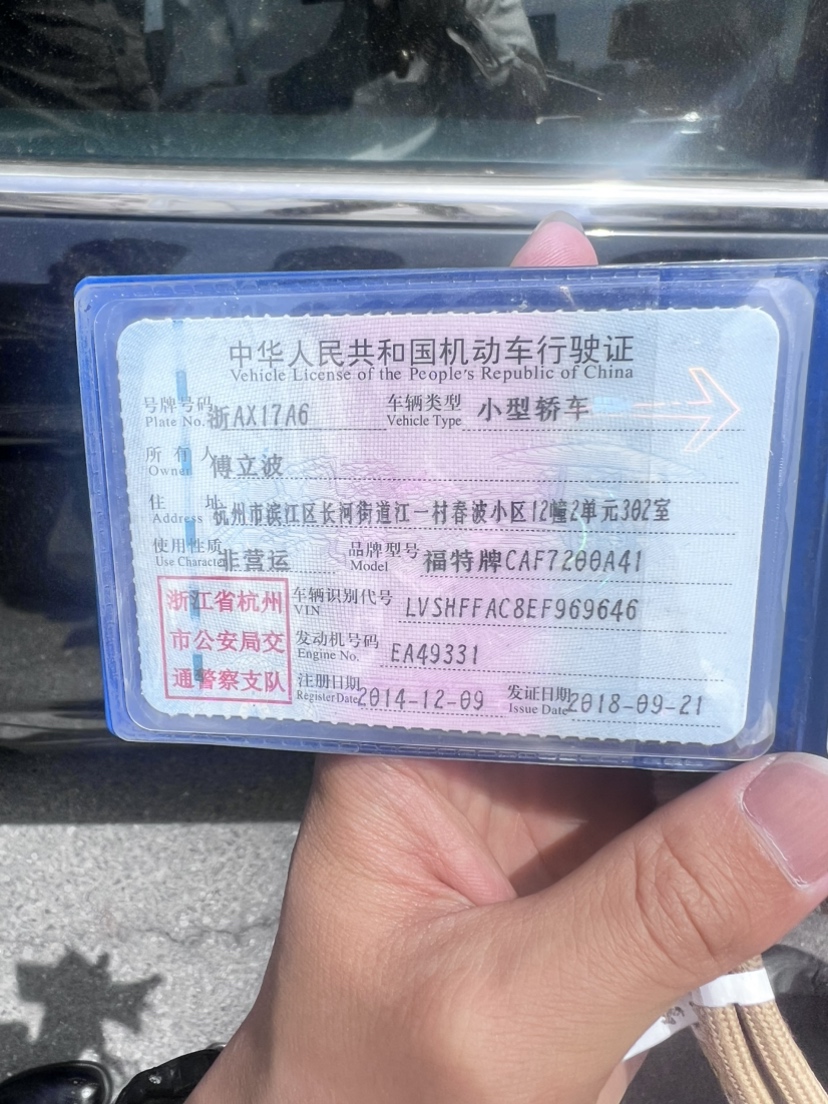 中华人民共和国机动车行驶证
Vehicle License of the People's Republic of China
号牌号码 浙AX17A6 车辆类型 小型轿车
Plate No. Vehicle Type
所有人 傅立波
Owner
住址 杭州市滨江区长河街道江一村春波小区12幢2单元302室
Address
使用性质 非营运 品牌型号 福特牌CAF7200A41
Use Character Model
浙江省杭州
市公安局交
通警察支队
车辆识别代号 LVSHFFAC8EF969646
VIN
发动机号码 EA49331
Engine No.
注册日期 2014-12-09 发证日期 2018-09-21
Register Date Issue Date